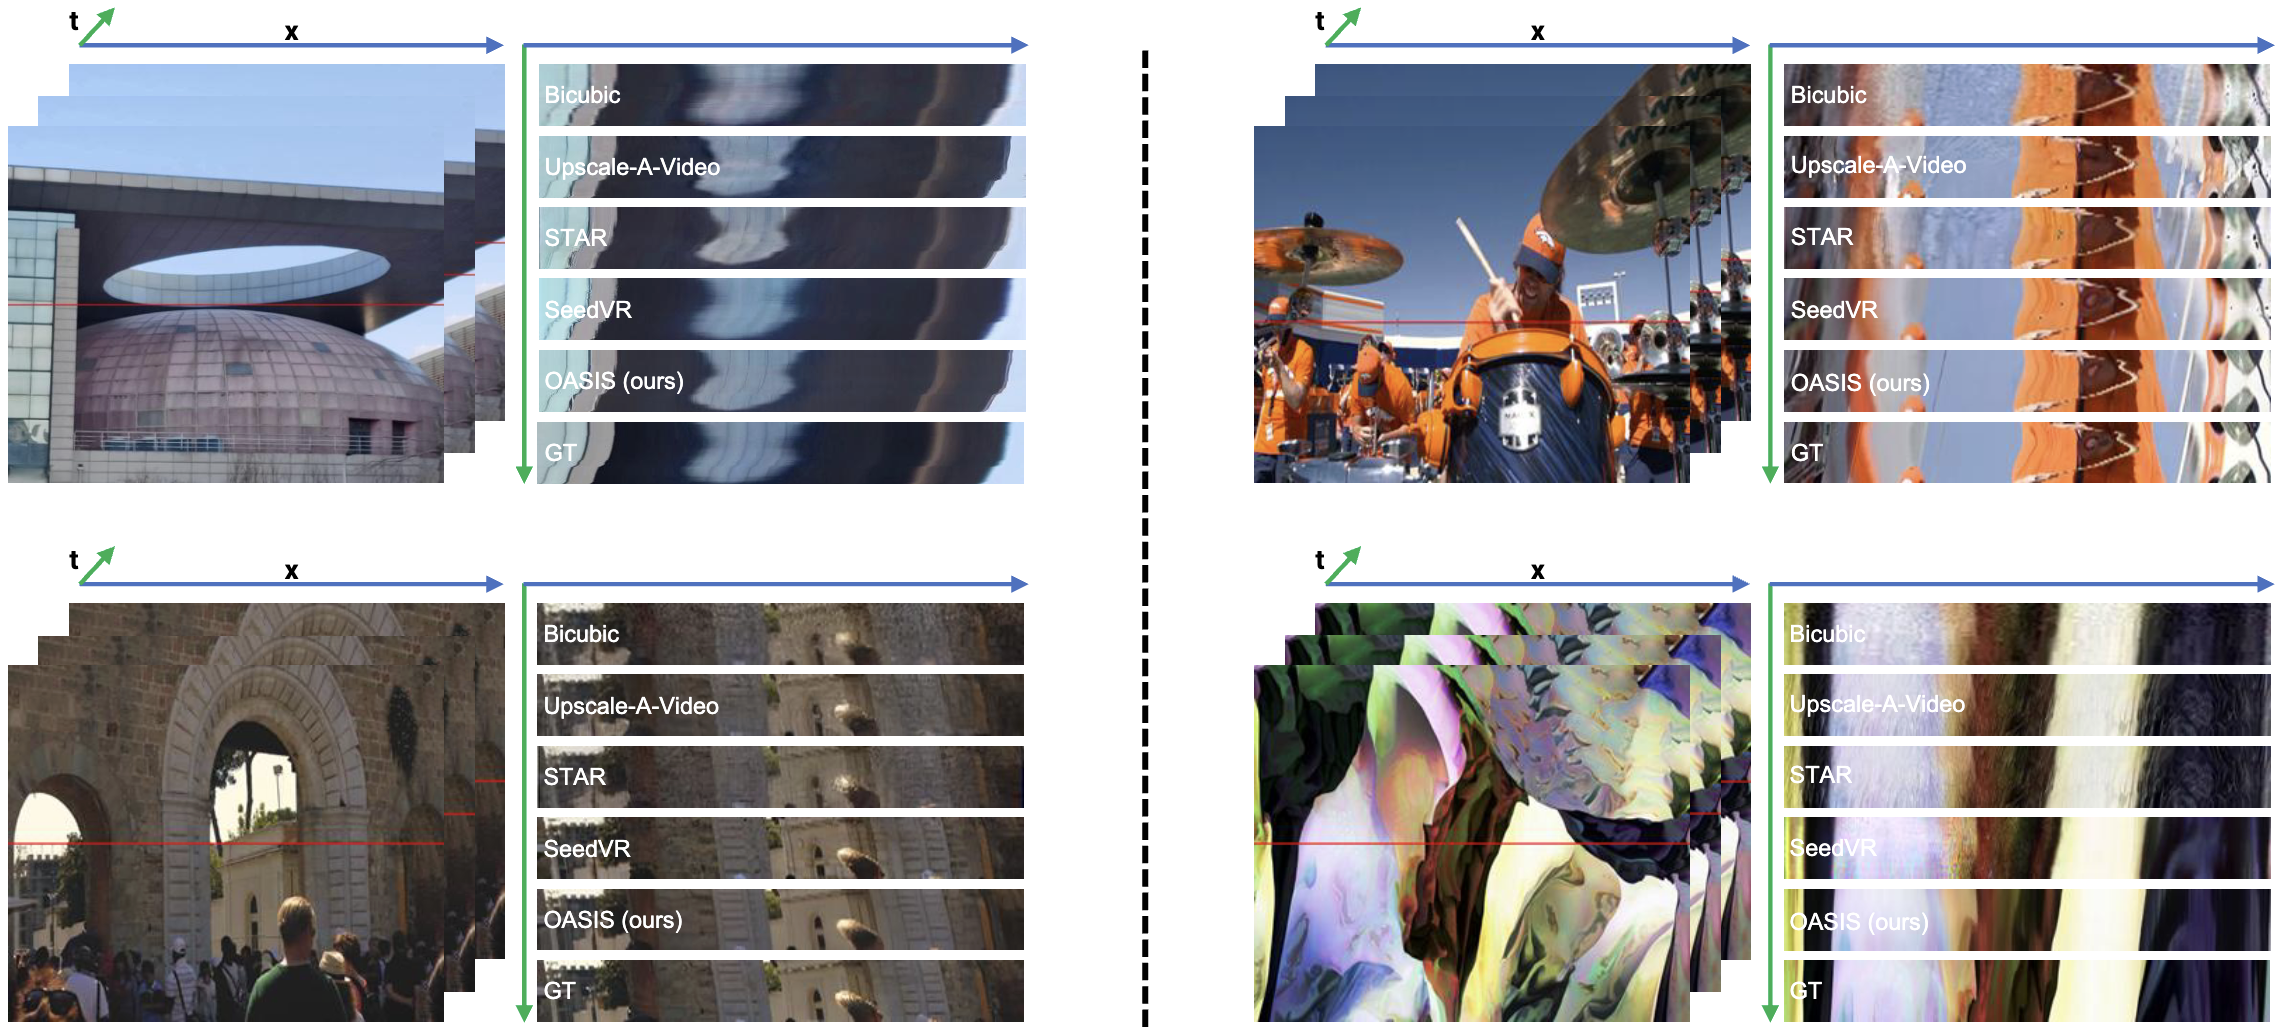 t
x
Bicubic
Upscale-A-Video
STAR
SeedVR
OASIS (ours)
GT
t
x
Bicubic
Upscale-A-Video
STAR
SeedVR
OASIS (ours)
GT
t
x
Bicubic
Upscale-A-Video
STAR
SeedVR
OASIS (ours)
GT
t
x
Bicubic
Upscale-A-Video
STAR
SeedVR
OASIS (ours)
GT